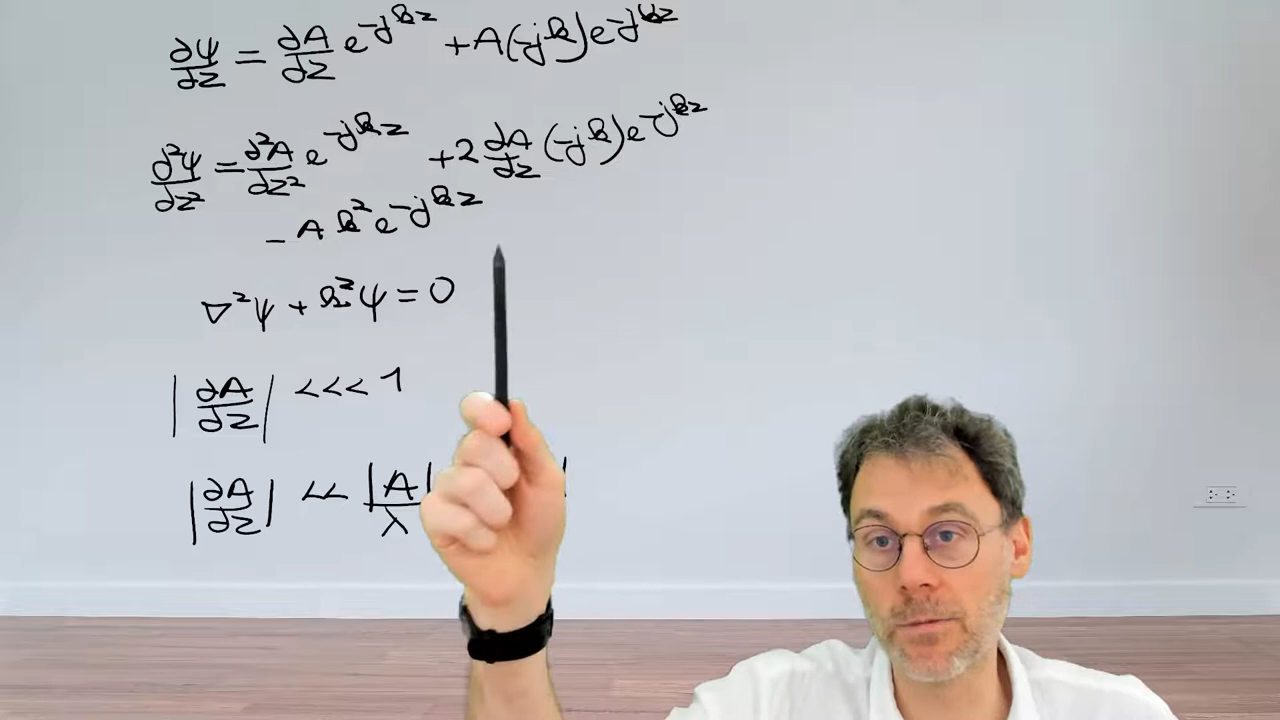 ∂ψ/∂z = ∂A/∂z e^{-jkz} + A(-jk)e^{-jkz}
∂²ψ/∂z² = ∂²A/∂z² e^{-jkz} + 2 ∂A/∂z (-jk)e^{-jkz}
- A k² e^{-jkz}
∇²ψ + k²ψ = 0
|∂A/∂z| <<< 1
|∂A/∂z| << |A|/λ